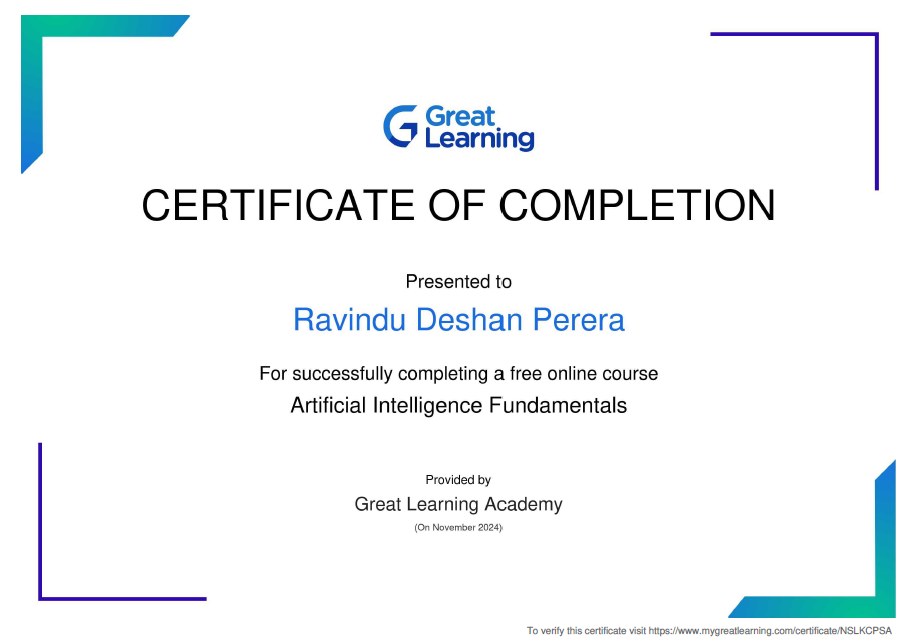 Great
Learning
CERTIFICATE OF COMPLETION
Presented to
Ravindu Deshan Perera
For successfully completing a free online course
Artificial Intelligence Fundamentals
Provided by
Great Learning Academy
(On November 2024)
To verify this certificate visit https://www.mygreatlearning.com/certificate/NSLKCPSA